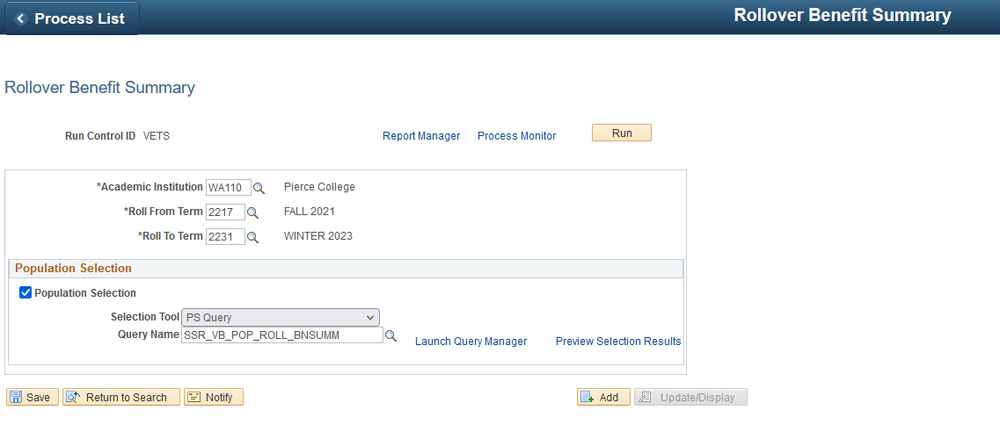 Process List
Rollover Benefit Summary
Rollover Benefit Summary
Run Control ID VETS Report Manager Process Monitor Run
*Academic Institution WA110 Pierce College
*Roll From Term 2217 FALL 2021
*Roll To Term 2231 WINTER 2023
Population Selection
Population Selection
Selection Tool PS Query
Query Name SSR_VB_POP_ROLL_BNSUMM Launch Query Manager Preview Selection Results
Save Return to Search Notify Add Update/Display